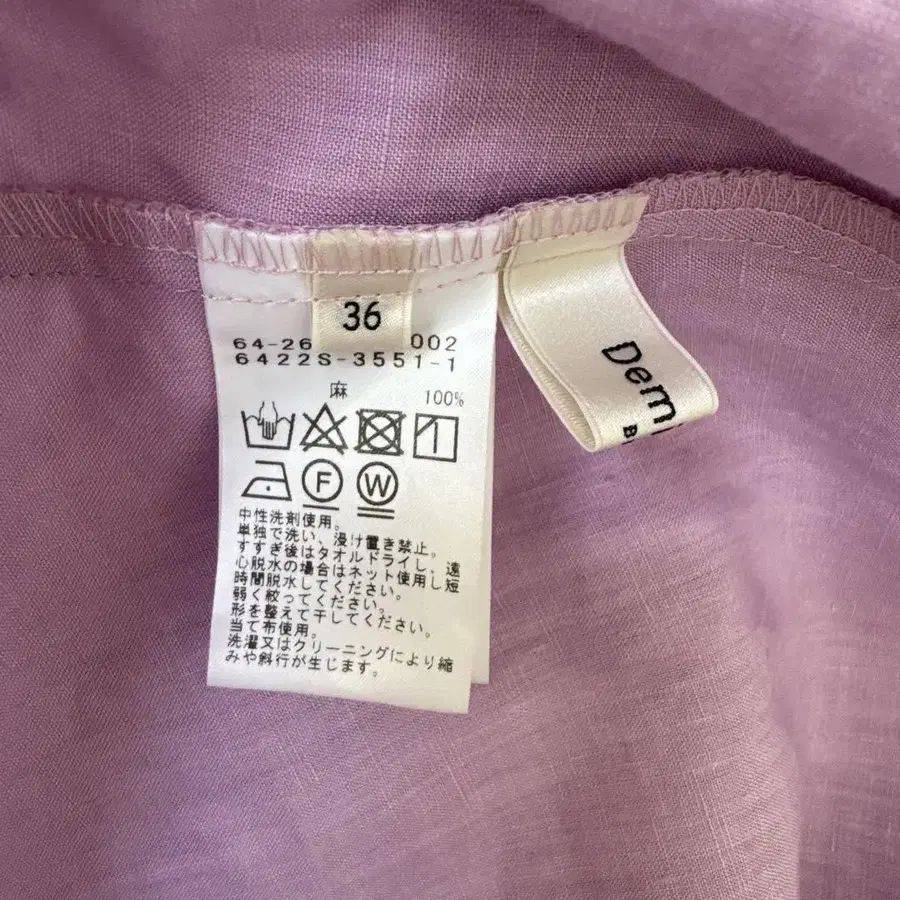 36
64-26 002
6422S-3551-1
麻 100%
F W
中性洗剤使用。
単独で洗い、浸け置き禁止。
すすぎ後はタオルドライし、遠
心脱水の場合はネット使用し短
時間脱水してください。
弱く絞ってください。
形を整えて干してください。
当て布使用。
洗濯又はクリーニングにより縮
みや斜行が生じます。